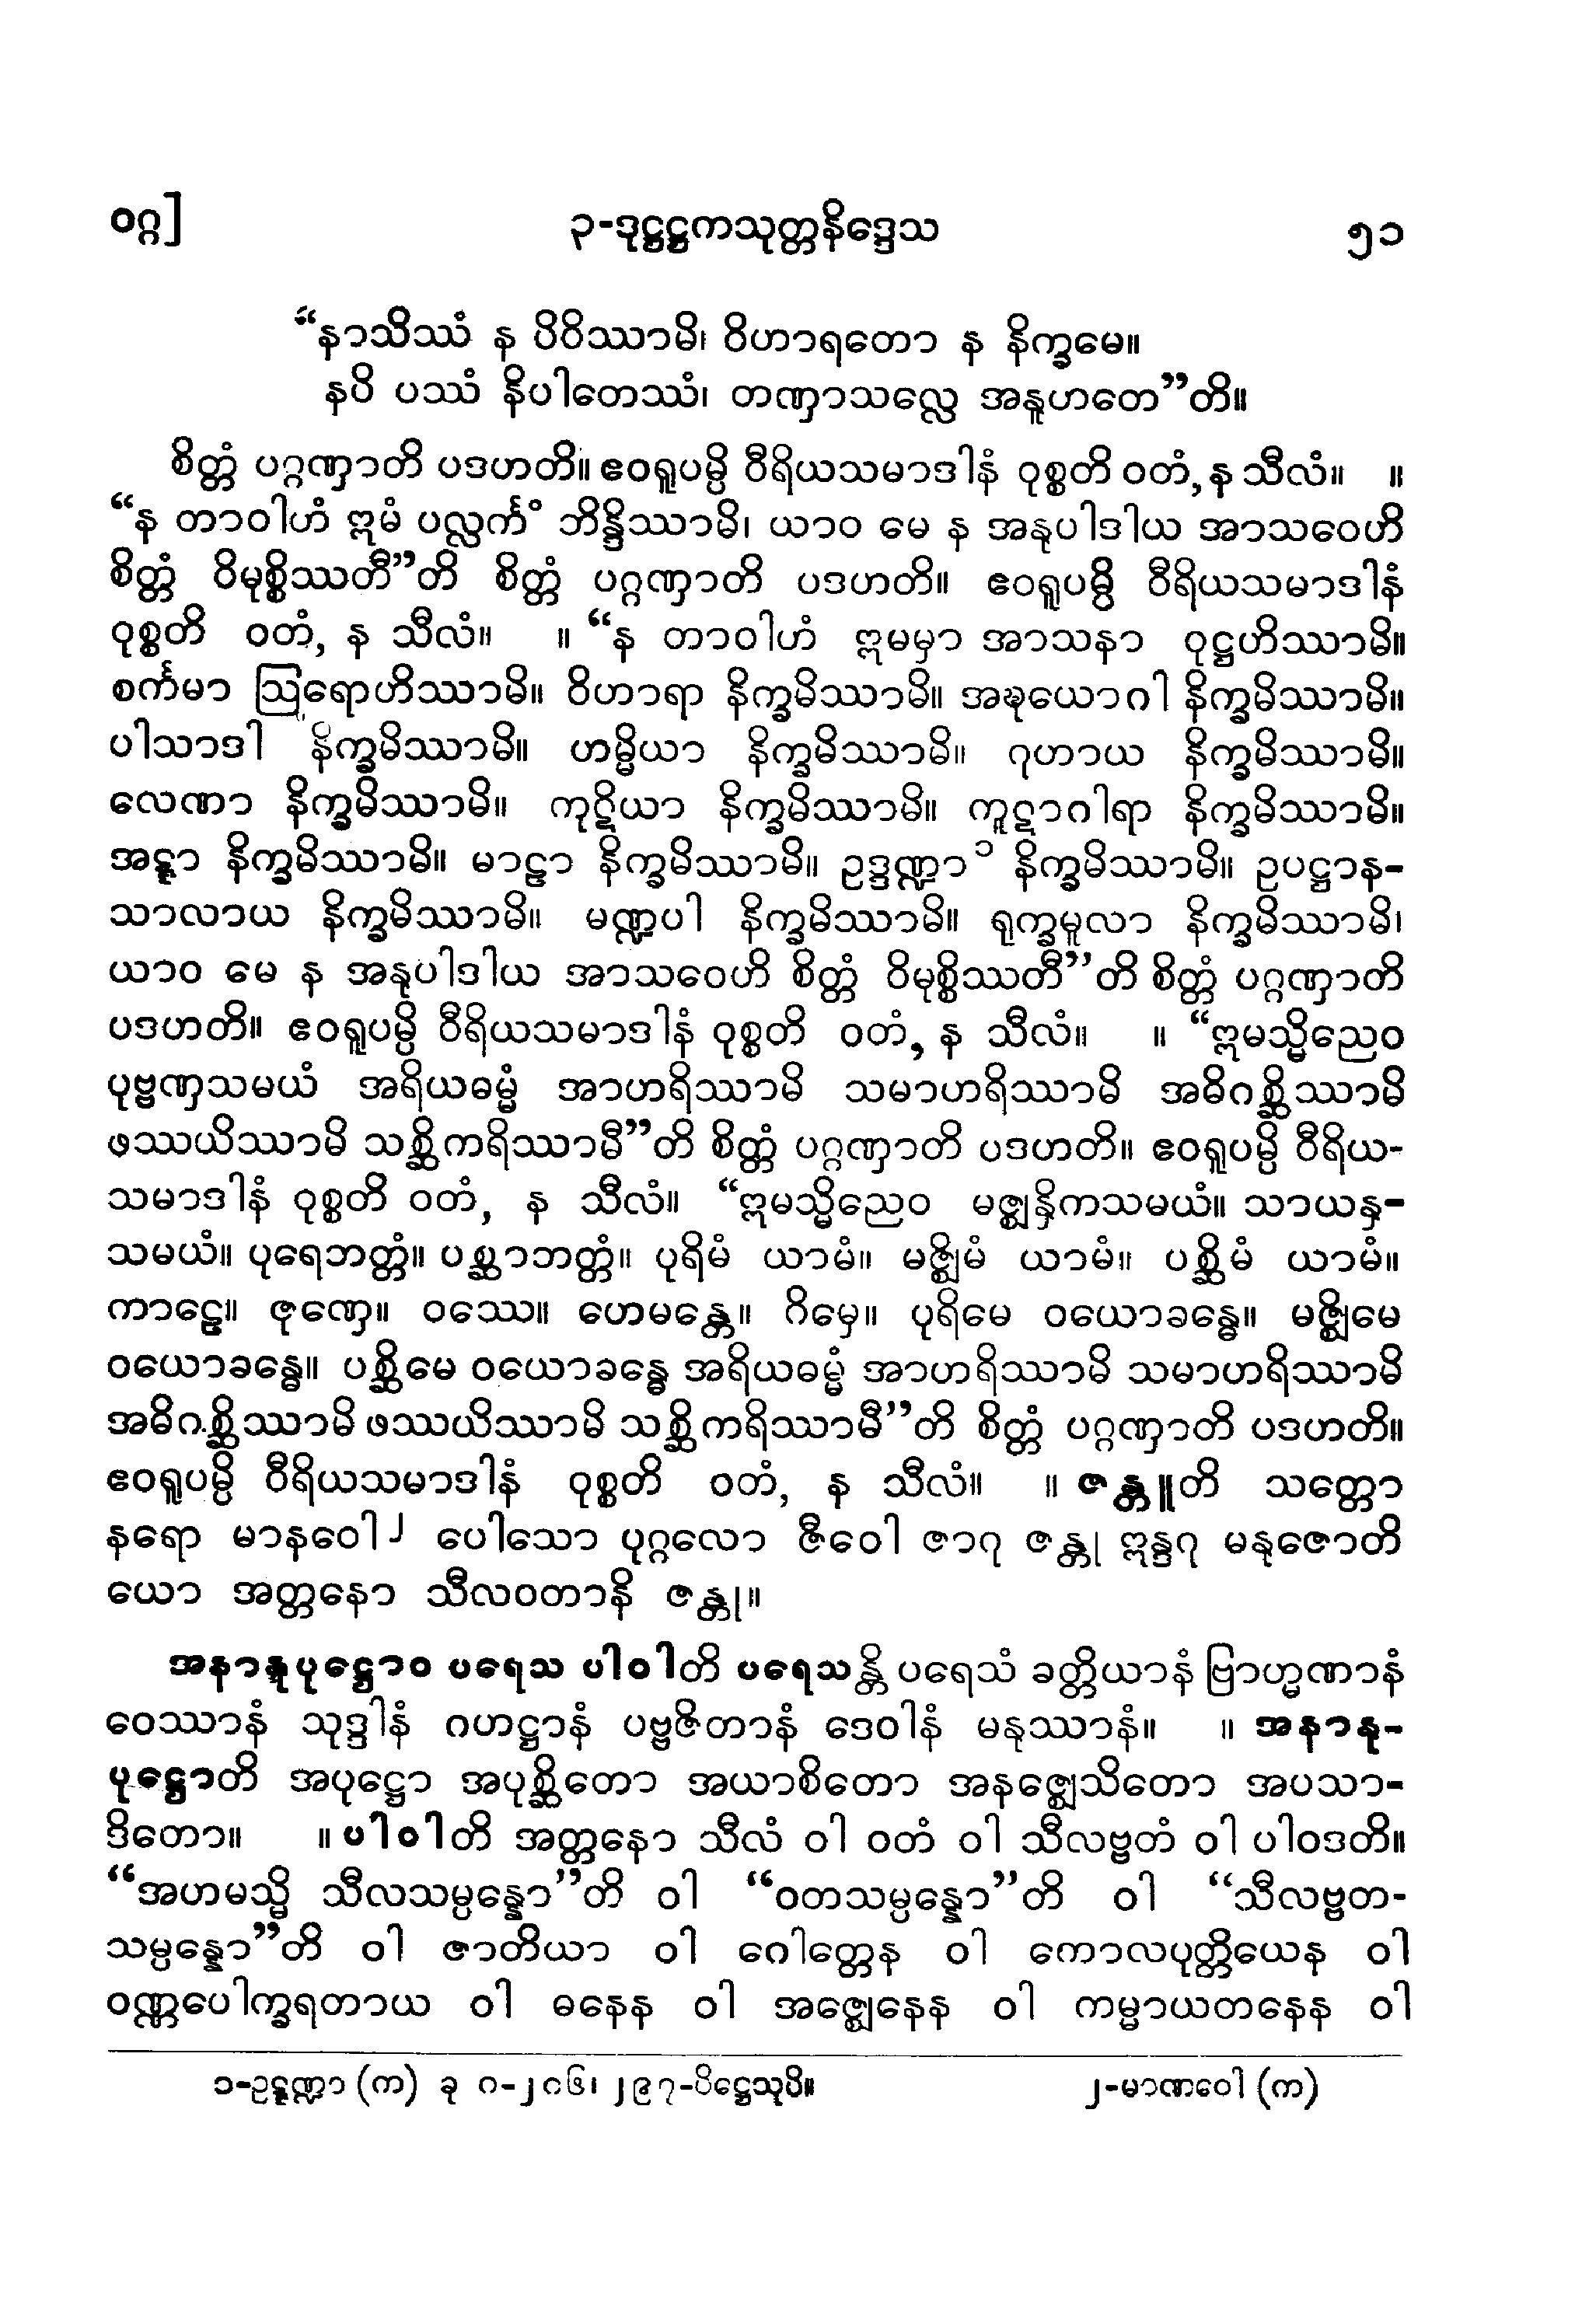 ဝဂ္ဂ] ၃-ဒုဋ္ဌဋ္ဌကသုတ္တနိဒ္ဒေသ ၅၁
“နာသိဿံ န ပိဝိဿာမိ၊ ဝိဟာရတော န နိက္ခမေ။
နပိ ပဿံ နိပါတေဿံ၊ တဏှာသလ္လေ အနူဟတေ”တိ။
စိတ္တံ ပဂ္ဂဏှာတိ ပဒဟတိ။ ဧဝရူပမ္ပိ ဝီရိယသမာဒါနံ ဝုစ္စတိ ဝတံ, န သီလံ။ ။
“န တာဝါဟံ ဣမံ ပလ္လင်္ကံ ဘိန္ဒိဿာမိ၊ ယာဝ မေ န အနုပါဒါယ အာသဝေဟိ
စိတ္တံ ဝိမုစ္စိဿတီ”တိ စိတ္တံ ပဂ္ဂဏှာတိ ပဒဟတိ။ ဧဝရူပမ္ပိ ဝီရိယသမာဒါနံ
ဝုစ္စတိ ဝတံ, န သီလံ။ ။ “န တာဝါဟံ ဣမမှာ အာသနာ ဝုဋ္ဌဟိဿာမိ။
စင်္ကမာ ဩရောဟိဿာမိ။ ဝိဟာရာ နိက္ခမိဿာမိ။ အဍ္ဎယောဂါ နိက္ခမိဿာမိ။
ပါသာဒါ နိက္ခမိဿာမိ။ ဟမ္မိယာ နိက္ခမိဿာမိ။ ဂုဟာယ နိက္ခမိဿာမိ။
လေဏာ နိက္ခမိဿာမိ။ ကုဋိယာ နိက္ခမိဿာမိ။ ကူဋာဂါရာ နိက္ခမိဿာမိ။
အဋ္ဋာ နိက္ခမိဿာမိ။ မာဠာ နိက္ခမိဿာမိ။ ဥဒ္ဒဏ္ဍာ ၁ နိက္ခမိဿာမိ။ ဥပဋ္ဌာန-
သာလာယ နိက္ခမိဿာမိ။ မဏ္ဍပါ နိက္ခမိဿာမိ။ ရုက္ခမူလာ နိက္ခမိဿာမိ၊
ယာဝ မေ န အနုပါဒါယ အာသဝေဟိ စိတ္တံ ဝိမုစ္စိဿတီ”တိ စိတ္တံ ပဂ္ဂဏှာတိ
ပဒဟတိ။ ဧဝရူပမ္ပိ ဝီရိယသမာဒါနံ ဝုစ္စတိ ဝတံ, န သီလံ။ ။ “ဣမသ္မိညေဝ
ပုဗ္ဗဏှသမယံ အရိယဓမ္မံ အာဟရိဿာမိ သမာဟရိဿာမိ အဓိဂစ္ဆိဿာမိ
ဖဿယိဿာမိ သစ္ဆိကရိဿာမီ”တိ စိတ္တံ ပဂ္ဂဏှာတိ ပဒဟတိ။ ဧဝရူပမ္ပိ ဝီရိယ-
သမာဒါနံ ဝုစ္စတိ ဝတံ, န သီလံ။ “ဣမသ္မိညေဝ မဇ္ဈနှိကသမယံ။ သာယနှ-
သမယံ။ ပုရေဘတ္တံ။ ပစ္ဆာဘတ္တံ။ ပုရိမံ ယာမံ။ မဇ္ဈိမံ ယာမံ။ ပစ္ဆိမံ ယာမံ။
ကာဠေ။ ဇုဏှေ။ ဝဿေ။ ဟေမန္တေ။ ဂိမှေ။ ပုရိမေ ဝယောခန္ဓေ။ မဇ္ဈိမေ
ဝယောခန္ဓေ။ ပစ္ဆိမေ ဝယောခန္ဓေ အရိယဓမ္မံ အာဟရိဿာမိ သမာဟရိဿာမိ
အဓိဂစ္ဆိဿာမိ ဖဿယိဿာမိ သစ္ဆိကရိဿာမီ”တိ စိတ္တံ ပဂ္ဂဏှာတိ ပဒဟတိ။
ဧဝရူပမ္ပိ ဝီရိယသမာဒါနံ ဝုစ္စတိ ဝတံ, န သီလံ။ ။ ဇန္တူတိ သတ္တော
နရော မာနဝေါ ၂ ပေါသော ပုဂ္ဂလော ဇီဝေါ ဇာဂု ဇန္တု ဣန္ဒဂု မနုဇောတိ
ယော အတ္တနော သီလဝတာနိ ဇန္တု။
အနာနုပုဋ္ဌောဝ ပရေသ ပါဝါတိ ပရေသန္တိ ပရေသံ ခတ္တိယာနံ ဗြာဟ္မဏာနံ
ဝေဿာနံ သုဒ္ဒါနံ ဂဟဋ္ဌာနံ ပဗ္ဗဇိတာနံ ဒေဝါနံ မနုဿာနံ။ ။ အနာနု-
ပုဋ္ဌောတိ အပုဋ္ဌော အပုစ္ဆိတော အယာစိတော အနဇ္ဈေသိတော အပသာ-
ဒိတော။ ။ ပါဝါတိ အတ္တနော သီလံ ဝါ ဝတံ ဝါ သီလဗ္ဗတံ ဝါ ပါဝဒတိ။
“အဟမသ္မိ သီလသမ္ပန္နော”တိ ဝါ “ဝတသမ္ပန္နော”တိ ဝါ “သီလဗ္ဗတ-
သမ္ပန္နော”တိ ဝါ ဇာတိယာ ဝါ ဂေါတ္တေန ဝါ ကောလပုတ္တိယေန ဝါ
ဝဏ္ဏပေါက္ခရတာယ ဝါ ဓနေန ဝါ အဇ္ဈေနေန ဝါ ကမ္မာယတနေန ဝါ
၁-ဥဋ္ဋဏ္ဍာ (က) ခု ဂ-၂၈၆၊ ၂၉၇-ပိဋ္ဌေသုပိ။ ၂-မာဏဝေါ (က)